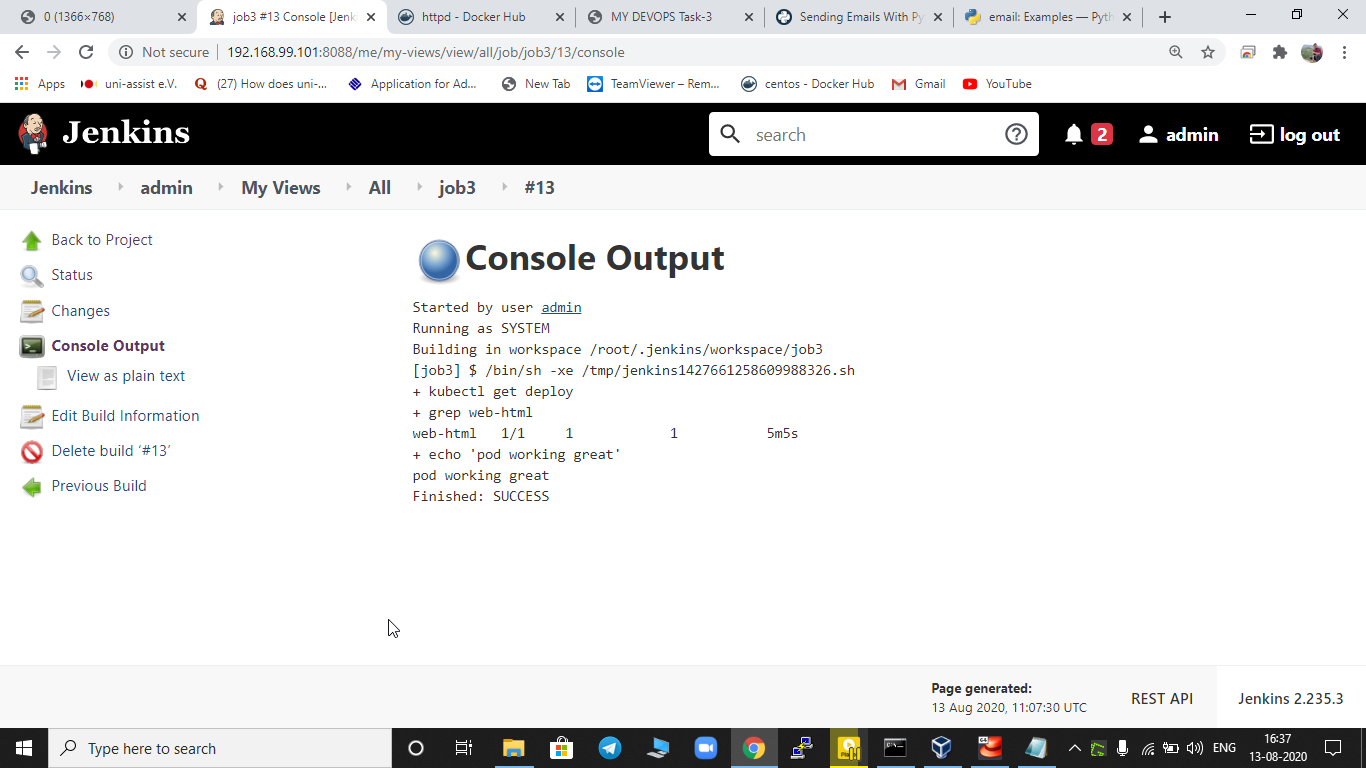 0 (1366×768)
job3 #13 Console [Jenk
httpd - Docker Hub
MY DEVOPS Task-3
Sending Emails With Py
email: Examples — Pyth
Not secure
192.168.99.101:8088/me/my-views/view/all/job/job3/13/console
Apps
uni-assist e.V.
(27) How does uni-...
Application for Ad...
New Tab
TeamViewer – Rem...
centos - Docker Hub
Gmail
YouTube
Jenkins
search
2
admin
log out
Jenkins
admin
My Views
All
job3
#13
Back to Project
Status
Changes
Console Output
View as plain text
Edit Build Information
Delete build ‘#13’
Previous Build
Console Output
Started by user admin
Running as SYSTEM
Building in workspace /root/.jenkins/workspace/job3
[job3] $ /bin/sh -xe /tmp/jenkins1427661258609988326.sh
+ kubectl get deploy
+ grep web-html
web-html   1/1     1            1           5m5s
+ echo 'pod working great'
pod working great
Finished: SUCCESS
Page generated:
13 Aug 2020, 11:07:30 UTC
REST API
Jenkins 2.235.3
Type here to search
ENG
16:37
13-08-2020